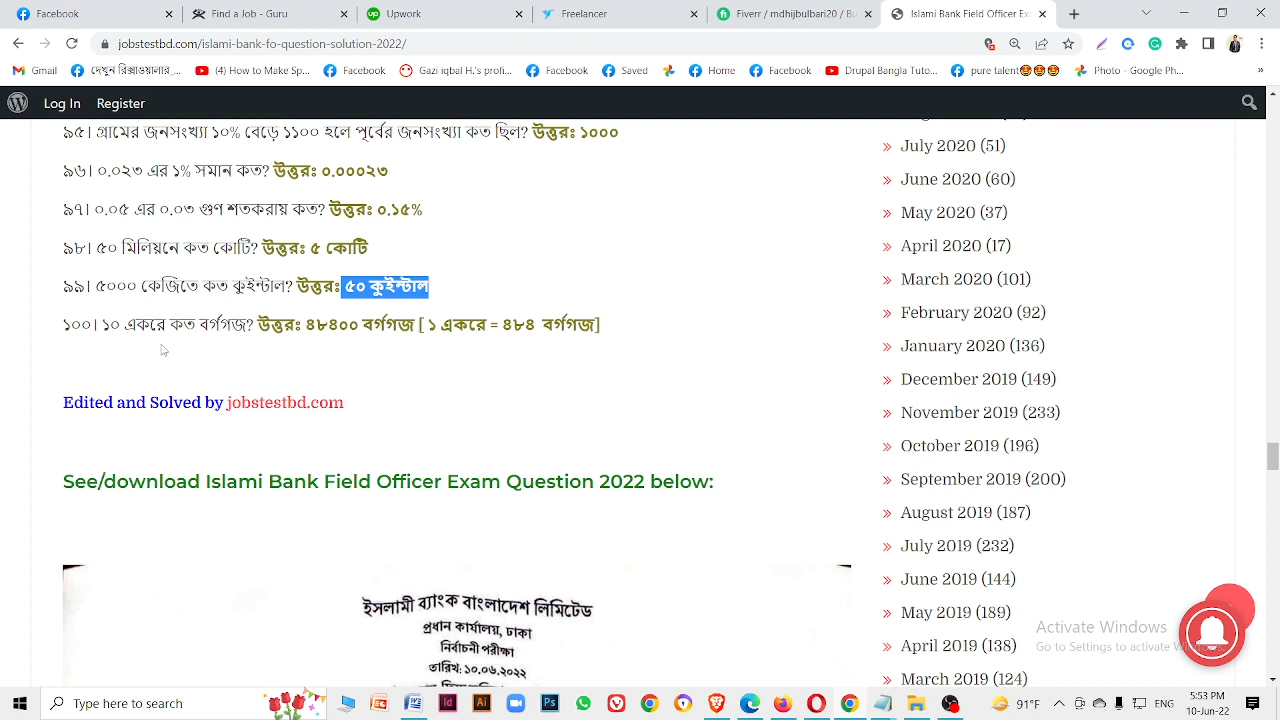 Facebook
Find a Job - Guru
Upwork
Freelancer
Fiverr / mdhijbulbari20 / Bu
Islami Bank Field Officer Ex
jobstestbd.com/islami-bank-fo-question-solution-2022/
Gmail
(4) How to Make Sp...
Facebook
Gazi iqbal H.'s profi...
Facebook
Saved
Home
Facebook
Drupal Bangla Tuto...
pure talent😍😍😍
Photo - Google Ph...
Log In Register
৯৫। গ্রামের জনসংখ্যা ১০% বেড়ে ১১০০ হলে পূর্বের জনসংখ্যা কত ছিল? উত্তরঃ ১০০০
৯৬। ০.০২৩ এর ১% সমান কত? উত্তরঃ ০.০০০২৩
৯৭। ০.০৫ এর ০.০৩ গুণ শতকরায় কত? উত্তরঃ ০.১৫%
৯৮। ৫০ মিলিয়নে কত কোটি? উত্তরঃ ৫ কোটি
৯৯। ৫০০০ কেজিতে কত কুইন্টাল? উত্তরঃ ৫০ কুইন্টাল
১০০। ১০ একরে কত বর্গগজ? উত্তরঃ ৪৮৪০০ বর্গগজ [ ১ একরে = ৪৮৪ বর্গগজ]
Edited and Solved by jobstestbd.com
See/download Islami Bank Field Officer Exam Question 2022 below:
ইসলামী ব্যাংক বাংলাদেশ লিমিটেড
প্রধান কার্যালয়, ঢাকা
নির্বাচনী পরীক্ষা
তারিখ: ১০.০৬.২০২২
July 2020 (51)
June 2020 (60)
May 2020 (37)
April 2020 (17)
March 2020 (101)
February 2020 (92)
January 2020 (136)
December 2019 (149)
November 2019 (233)
October 2019 (196)
September 2019 (200)
August 2019 (187)
July 2019 (232)
June 2019 (144)
May 2019 (189)
April 2019 (138)
March 2019 (124)
Activate Windows
Go to Settings to activate
Type here to search
91°F
ENG
5:53 PM
10-Jun-22